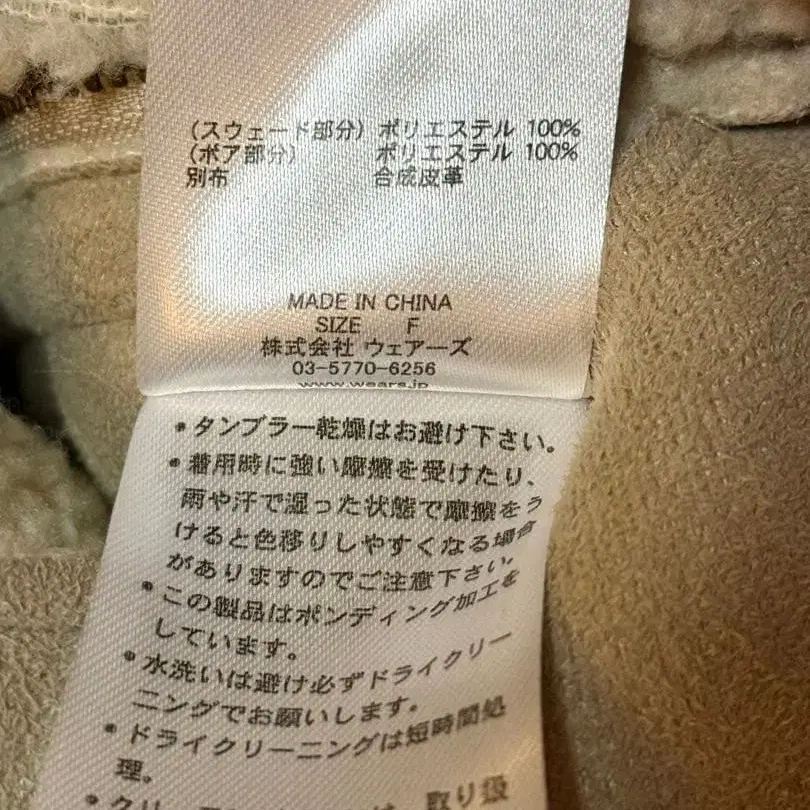 (スウェード部分) ポリエステル 100%
(ボア部分) ポリエステル 100%
別布 合成皮革
MADE IN CHINA
SIZE F
株式会社 ウェアーズ
03-5770-6256
www.wears.jp
・タンブラー乾燥はお避け下さい。
・着用時に強い摩擦を受けたり、
雨や汗で湿った状態で摩擦をう
けると色移りしやすくなる場合
がありますのでご注意下さい。
・この製品はボンディング加工を
しています。
・水洗いは避け必ずドライクリー
ニングでお願いします。
・ドライクリーニングは短時間処
理。
・クリー 取り扱